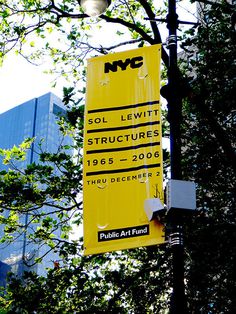 NYC
SOL LEWITT
STRUCTURES
1965 — 2006
THRU DECEMBER 2
Public Art Fund